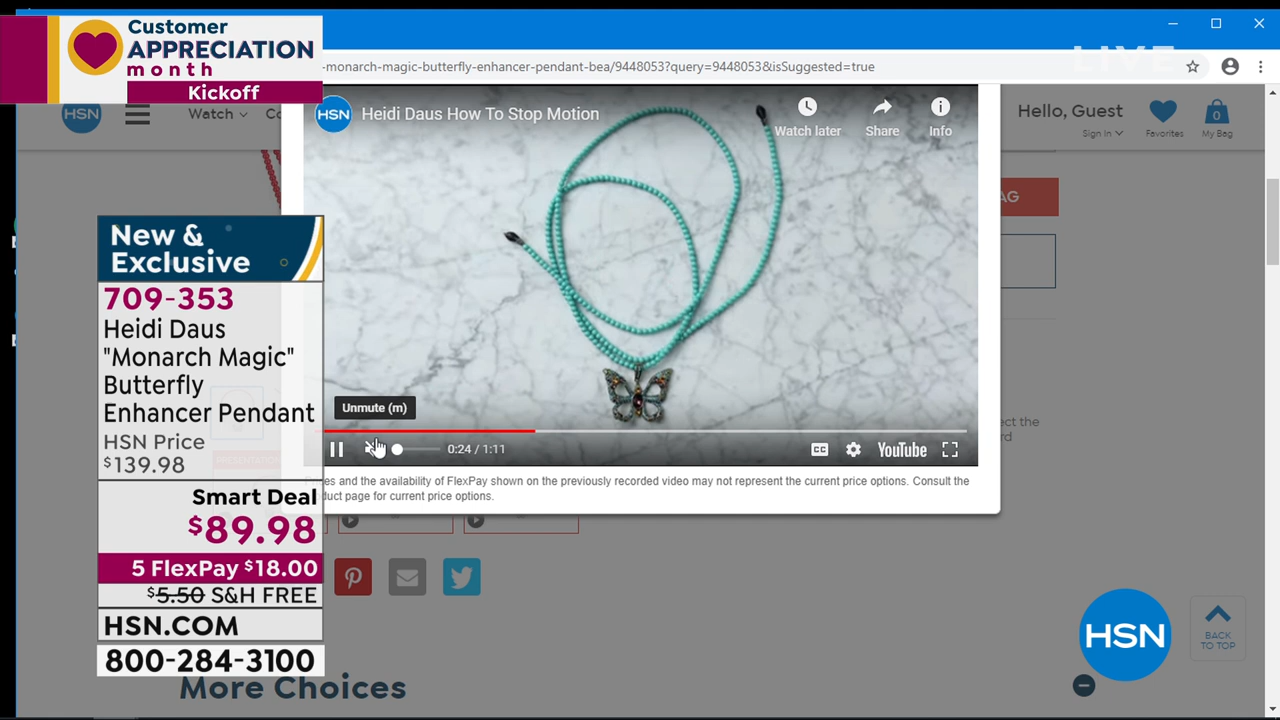 Customer
APPRECIATION
month
Kickoff
LIVE
-monarch-magic-butterfly-enhancer-pendant-bea/9448053?query=9448053&isSuggested=true
HSN
Watch
Hello, Guest
Sign In
Favorites
0
My Bag
HSN
Heidi Daus How To Stop Motion
Watch later
Share
Info
AG
New &
Exclusive
709-353
Heidi Daus
"Monarch Magic"
Butterfly
Enhancer Pendant
HSN Price
$139.98
Smart Deal
$89.98
5 FlexPay $18.00
$5.50 S&H FREE
HSN.COM
800-284-3100
Unmute (m)
0:24 / 1:11
CC
YouTube
es and the availability of FlexPay shown on the previously recorded video may not represent the current price options. Consult the
duct page for current price options.
HSN
BACK
TO TOP
More Choices